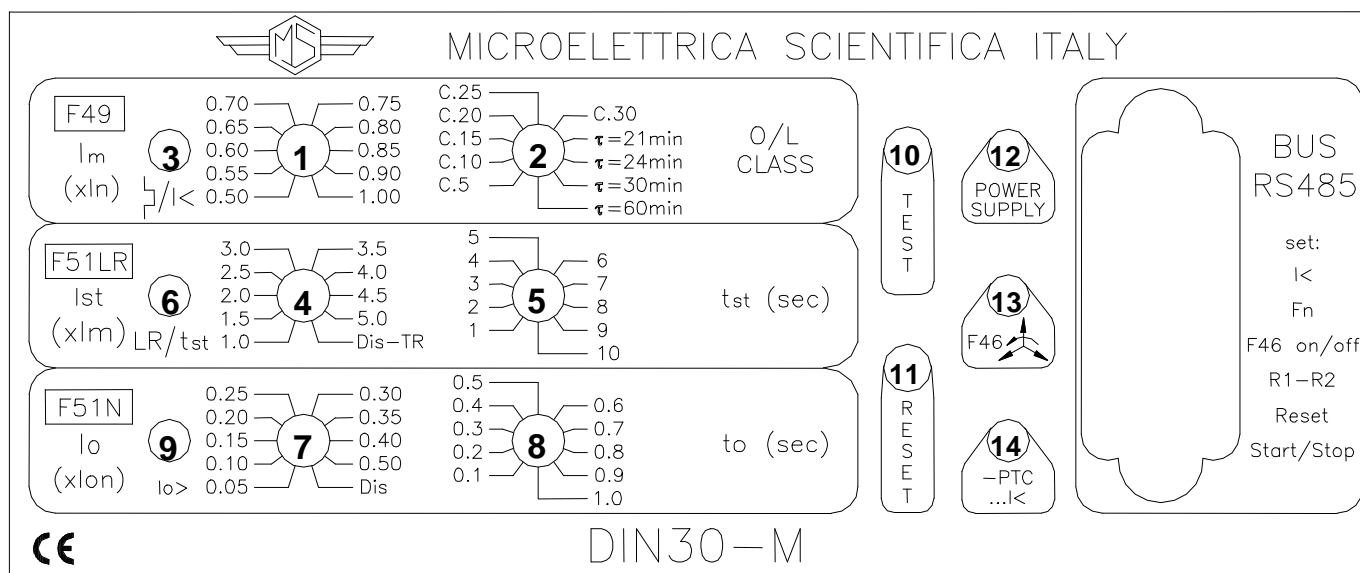 MS
MICROELETTRICA SCIENTIFICA ITALY
F49
Im
(xIn)
3
/I<
0.70
0.65
0.60
0.55
0.50
1
0.75
0.80
0.85
0.90
1.00
C.25
C.20
C.15
C.10
C.5
2
C.30
τ=21min
τ=24min
τ=30min
τ=60min
O/L
CLASS
F51LR
Ist
(xIm)
6
LR/tst
3.0
2.5
2.0
1.5
1.0
4
3.5
4.0
4.5
5.0
Dis-TR
5
4
3
2
1
5
6
7
8
9
10
tst (sec)
F51N
Io
(xIon)
9
Io>
0.25
0.20
0.15
0.10
0.05
7
0.30
0.35
0.40
0.50
Dis
0.5
0.4
0.3
0.2
0.1
8
0.6
0.7
0.8
0.9
1.0
to (sec)
10
TEST
11
RESET
12
POWER
SUPPLY
13
F46
14
-PTC
...I<
BUS
RS485
set:
I<
Fn
F46 on/off
R1-R2
Reset
Start/Stop
CE
DIN30-M